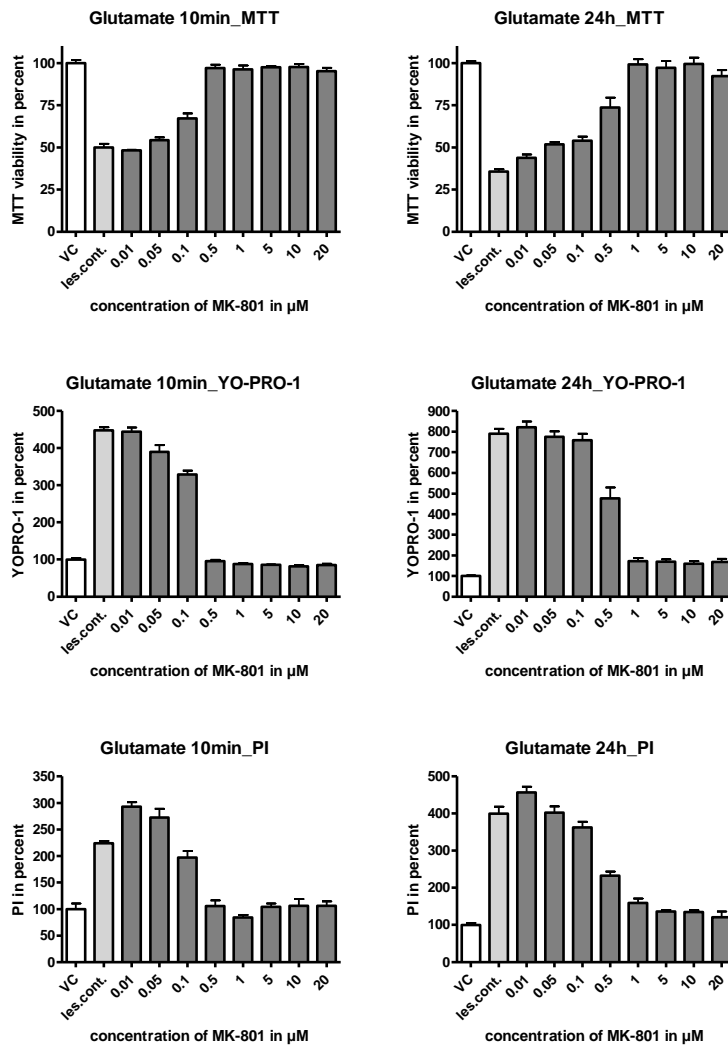 Glutamate 10min_MTT
MTT viability in percent
100
75
50
25
0
VC
les.cont.
0.01
0.05
0.1
0.5
1
5
10
20
concentration of MK-801 in µM
Glutamate 24h_MTT
MTT viability in percent
100
75
50
25
0
VC
les.cont.
0.01
0.05
0.1
0.5
1
5
10
20
concentration of MK-801 in µM
Glutamate 10min_YO-PRO-1
YOPRO-1 in percent
500
400
300
200
100
0
VC
les.cont.
0.01
0.05
0.1
0.5
1
5
10
20
concentration of MK-801 in µM
Glutamate 24h_YO-PRO-1
YOPRO-1 in percent
900
800
700
600
500
400
300
200
100
0
VC
les.cont.
0.01
0.05
0.1
0.5
1
5
10
20
concentration of MK-801 in µM
Glutamate 10min_PI
PI in percent
350
300
250
200
150
100
50
0
VC
les.cont.
0.01
0.05
0.1
0.5
1
5
10
20
concentration of MK-801 in µM
Glutamate 24h_PI
PI in percent
500
400
300
200
100
0
VC
les.cont.
0.01
0.05
0.1
0.5
1
5
10
20
concentration of MK-801 in µM